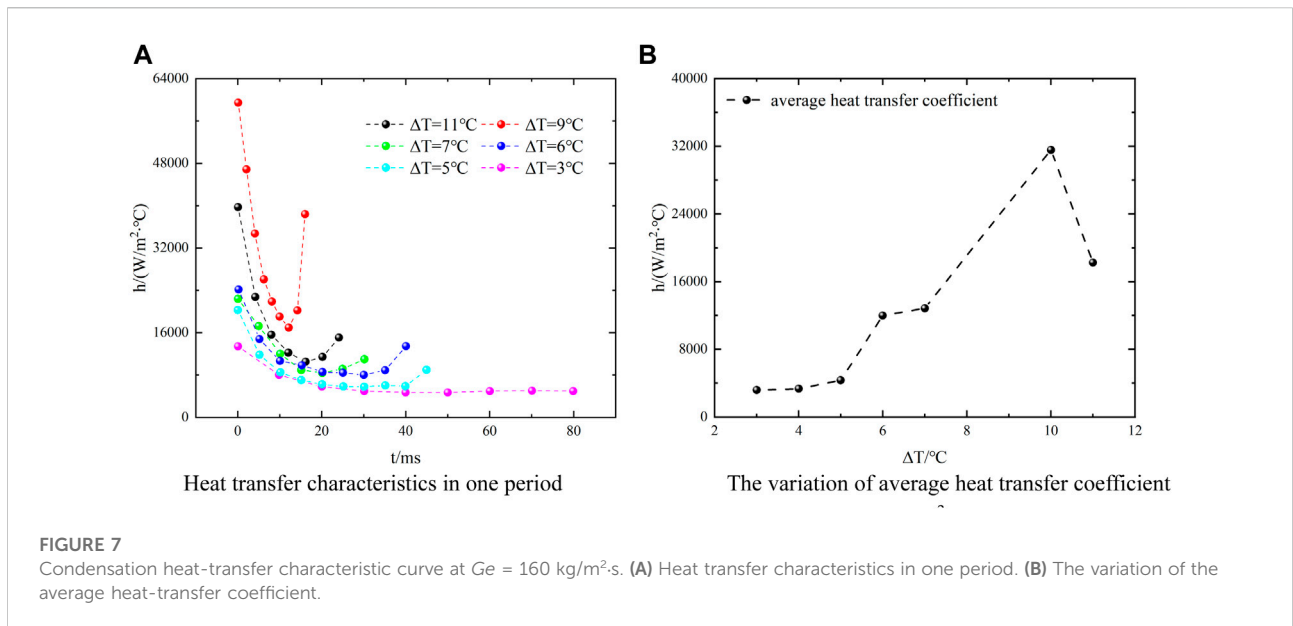 A
B
64000
48000
32000
16000
0
h/(W/m²·°C)
ΔT=11°C
ΔT=9°C
ΔT=7°C
ΔT=6°C
ΔT=5°C
ΔT=3°C
0
20
40
60
80
t/ms
Heat transfer characteristics in one period
40000
32000
24000
16000
8000
0
h/(W/m²·°C)
average heat transfer coefficient
2
4
6
8
10
12
ΔT/°C
The variation of average heat transfer coefficient
FIGURE 7
Condensation heat-transfer characteristic curve at Ge = 160 kg/m²·s. (A) Heat transfer characteristics in one period. (B) The variation of the
average heat-transfer coefficient.